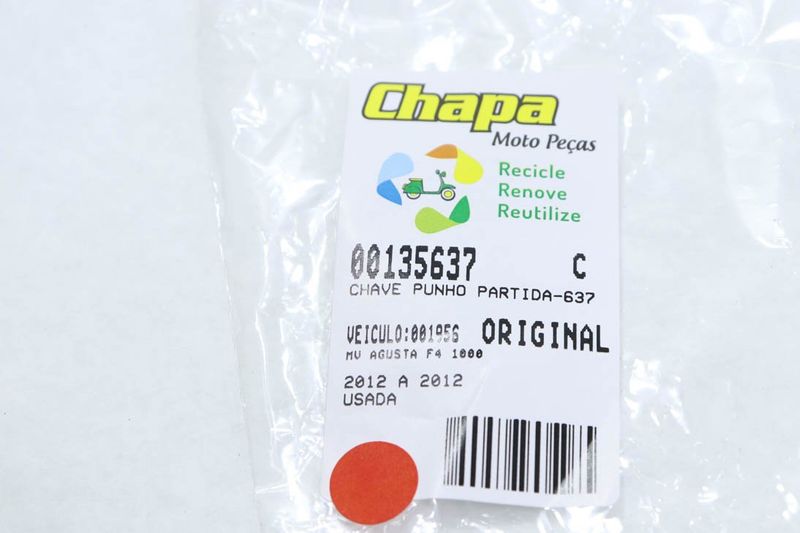 Chapa
Moto Peças
Recicle
Renove
Reutilize
00135637 C
CHAVE PUNHO PARTIDA-637
VEICULO:001956 ORIGINAL
MV AGUSTA F4 1000
2012 A 2012
USADA